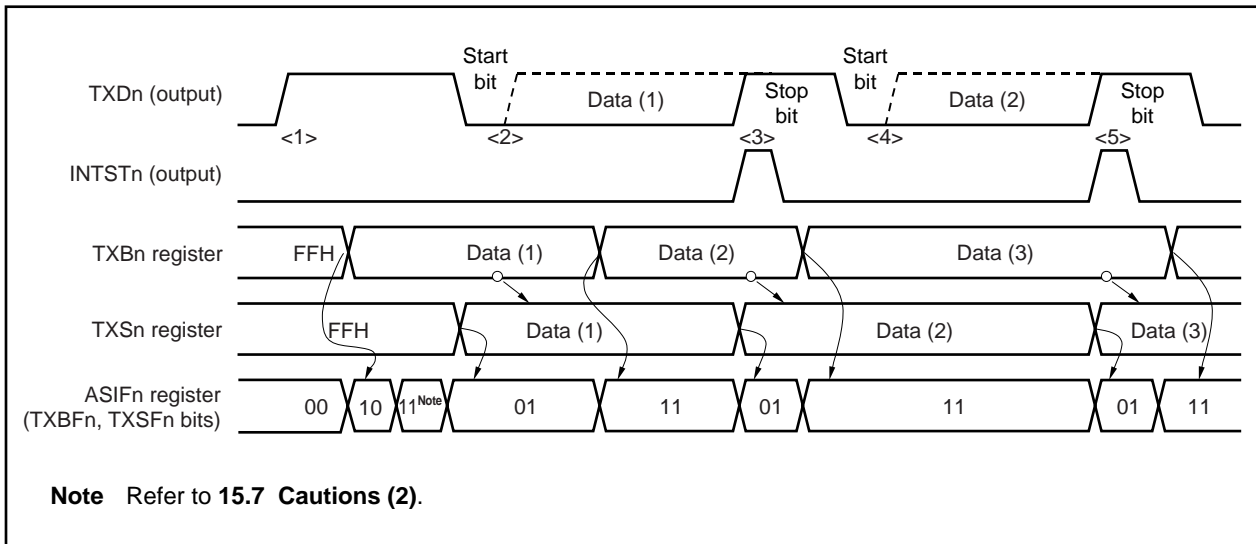 Start bit
Start bit
TXDn (output)
Data (1)
Stop bit
Data (2)
Stop bit
<1>
<2>
<3>
<4>
<5>
INTSTn (output)
TXBn register
FFH
Data (1)
Data (2)
Data (3)
TXSn register
FFH
Data (1)
Data (2)
Data (3)
ASIFn register
(TXBFn, TXSFn bits)
00
10
11Note
01
11
01
11
01
11
Note Refer to 15.7 Cautions (2).